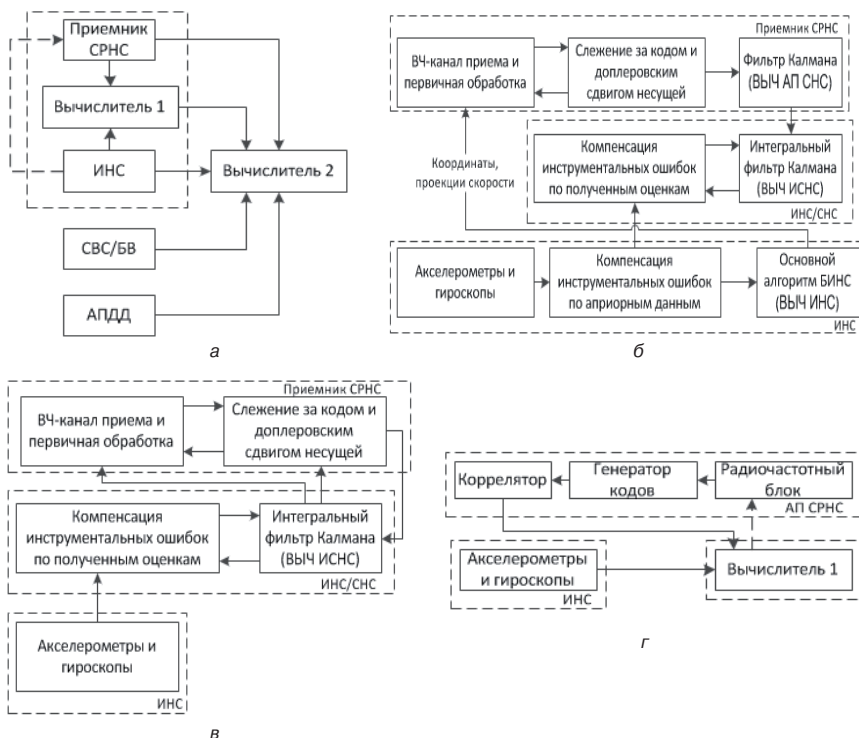 Приемник
СРНС
Вычислитель 1
ИНС
Вычислитель 2
СВС/БВ
АПДД
а
Приемник СРНС
ВЧ-канал приема и
первичная обработка
Слежение за кодом и
доплеровским
сдвигом несущей
Фильтр Калмана
(ВЫЧ АП СНС)
Координаты,
проекции скорости
Компенсация
инструментальных ошибок
по полученным оценкам
Интегральный
фильтр Калмана
(ВЫЧ ИСНС)
ИНС/СНС
Акселерометры и
гироскопы
Компенсация
инструментальных ошибок
по априорным данным
Основной
алгоритм БИНС
(ВЫЧ ИНС)
ИНС
б
Приемник СРНС
ВЧ-канал приема и
первичная обработка
Слежение за кодом и
доплеровским
сдвигом несущей
Компенсация
инструментальных ошибок
по полученным оценкам
Интегральный
фильтр Калмана
(ВЫЧ ИСНС)
ИНС/СНС
Акселерометры и
гироскопы
ИНС
в
Коррелятор
Генератор
кодов
Радиочастотный
блок
АП СРНС
Акселерометры
и гироскопы
ИНС
Вычислитель 1
г